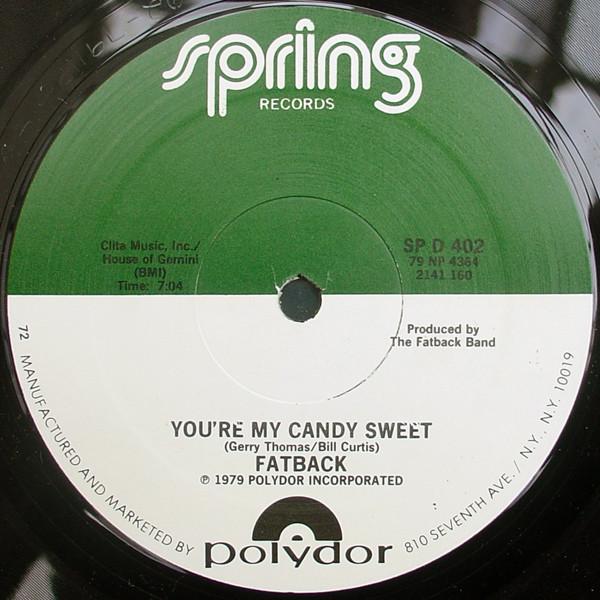 spring
RECORDS
Clita Music, Inc./
House of Gemini
(BMI)
Time: 7:04
SP D 402
79 NP 4364
2141 160
Produced by
The Fatback Band
YOU'RE MY CANDY SWEET
(Gerry Thomas/Bill Curtis)
FATBACK
℗ 1979 POLYDOR INCORPORATED
72 MANUFACTURED AND MARKETED BY
polydor
810 SEVENTH AVE./ N.Y., N.Y. 10019